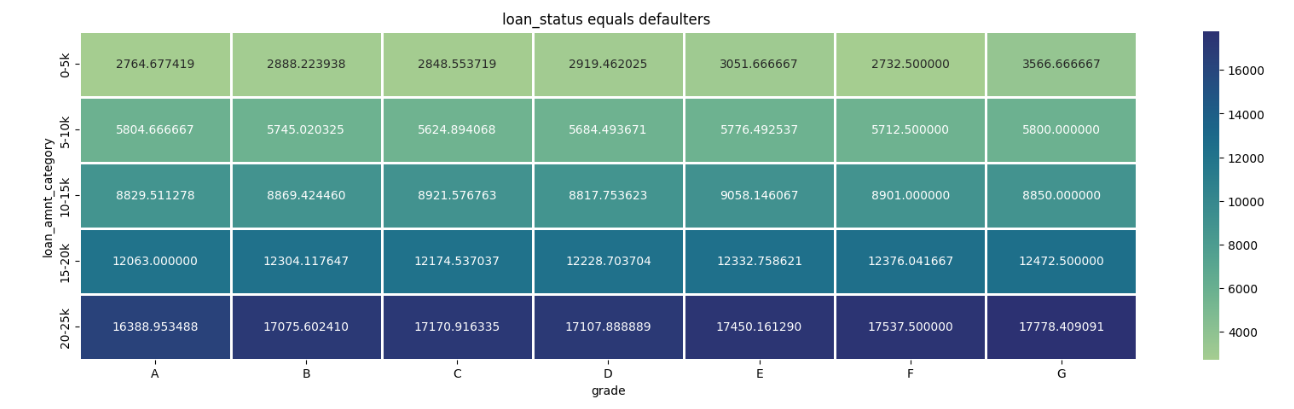 loan_status equals defaulters
loan_amnt_category
0-5k 2764.677419 2888.223938 2848.553719 2919.462025 3051.666667 2732.500000 3566.666667
5-10k 5804.666667 5745.020325 5624.894068 5684.493671 5776.492537 5712.500000 5800.000000
10-15k 8829.511278 8869.424460 8921.576763 8817.753623 9058.146067 8901.000000 8850.000000
15-20k 12063.000000 12304.117647 12174.537037 12228.703704 12332.758621 12376.041667 12472.500000
20-25k 16388.953488 17075.602410 17170.916335 17107.888889 17450.161290 17537.500000 17778.409091
A B C D E F G
grade
16000
14000
12000
10000
8000
6000
4000